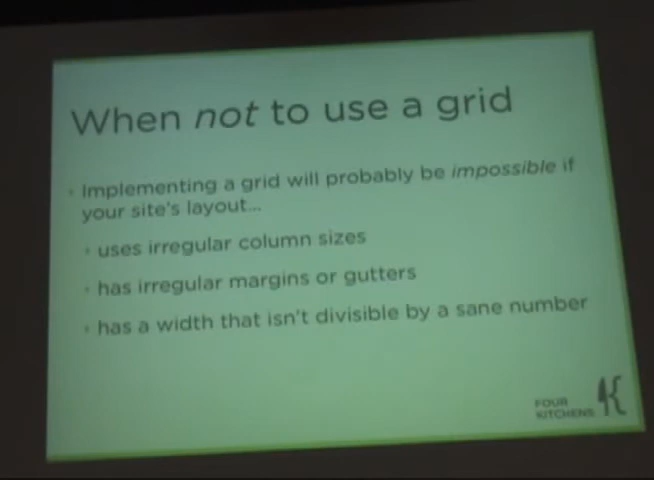 When not to use a grid
Implementing a grid will probably be impossible if
your site's layout...
uses irregular column sizes
has irregular margins or gutters
has a width that isn't divisible by a sane number
FOUR
KITCHENS